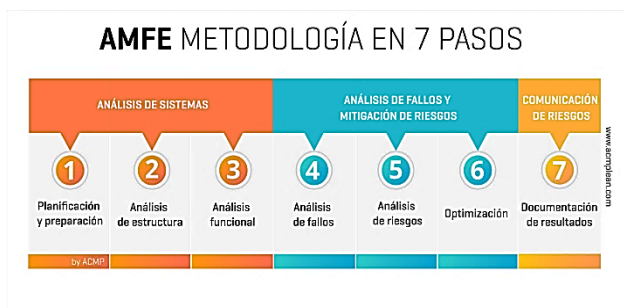 AMFE METODOLOGÍA EN 7 PASOS
ANÁLISIS DE SISTEMAS
ANÁLISIS DE FALLOS Y
MITIGACIÓN DE RIESGOS
COMUNICACIÓN
DE RIESGOS
1
Planificación
y preparación
2
Análisis
de estructura
3
Análisis
funcional
4
Análisis
de fallos
5
Análisis
de riesgos
6
Optimización
7
Documentación
de resultados
by ACMP
www.acmplean.com